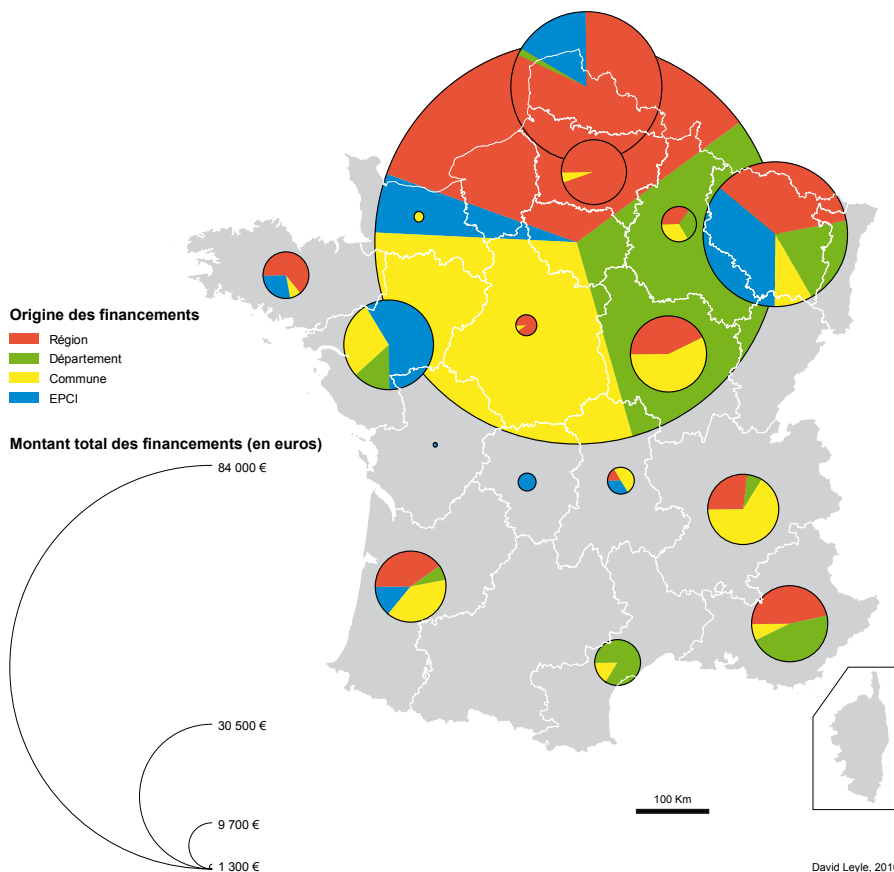 Origine des financements
Région
Département
Commune
EPCI
Montant total des financements (en euros)
84 000 €
30 500 €
9 700 €
1 300 €
100 Km
David Leyle, 2010